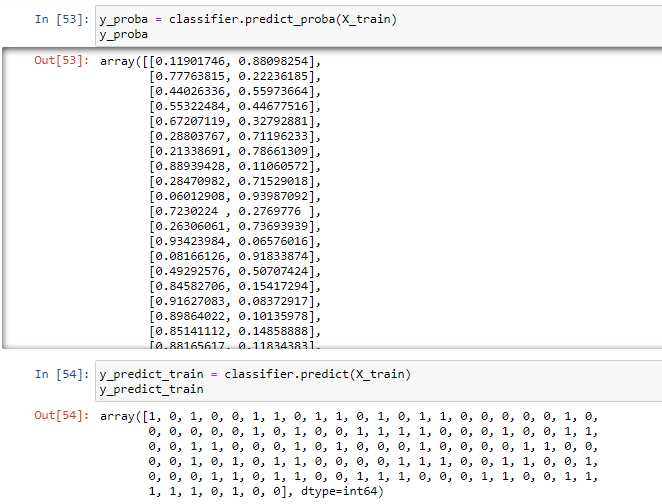 In [53]: y_proba = classifier.predict_proba(X_train)
y_proba
Out[53]: array([[0.11901746, 0.88098254],
[0.77763815, 0.22236185],
[0.44026336, 0.55973664],
[0.55322484, 0.44677516],
[0.67207119, 0.32792881],
[0.28803767, 0.71196233],
[0.21338691, 0.78661309],
[0.88939428, 0.11060572],
[0.28470982, 0.71529018],
[0.06012908, 0.93987092],
[0.7230224 , 0.2769776 ],
[0.26306061, 0.73693939],
[0.93423984, 0.06576016],
[0.08166126, 0.91833874],
[0.49292576, 0.50707424],
[0.84582706, 0.15417294],
[0.91627083, 0.08372917],
[0.89864022, 0.10135978],
[0.85141112, 0.14858888],
[0.88165617, 0.11834383],
In [54]: y_predict_train = classifier.predict(X_train)
y_predict_train
Out[54]: array([1, 0, 1, 0, 0, 1, 1, 0, 1, 1, 0, 1, 0, 1, 1, 0, 0, 0, 0, 0, 1, 0,
0, 0, 0, 0, 0, 1, 0, 1, 0, 0, 1, 1, 1, 1, 0, 0, 0, 1, 0, 0, 1, 1,
0, 0, 1, 1, 0, 0, 0, 1, 0, 1, 0, 0, 0, 1, 0, 0, 0, 0, 1, 1, 0, 0,
0, 0, 1, 0, 1, 0, 1, 1, 0, 0, 0, 0, 1, 1, 1, 0, 0, 1, 1, 0, 0, 1,
0, 0, 1, 1, 0, 1, 1, 0, 1, 1, 0, 0, 1, 1, 1, 0, 0, 0, 1, 1, 0, 0, 1, 1,
1, 1, 1, 0, 1, 0, 0], dtype=int64)